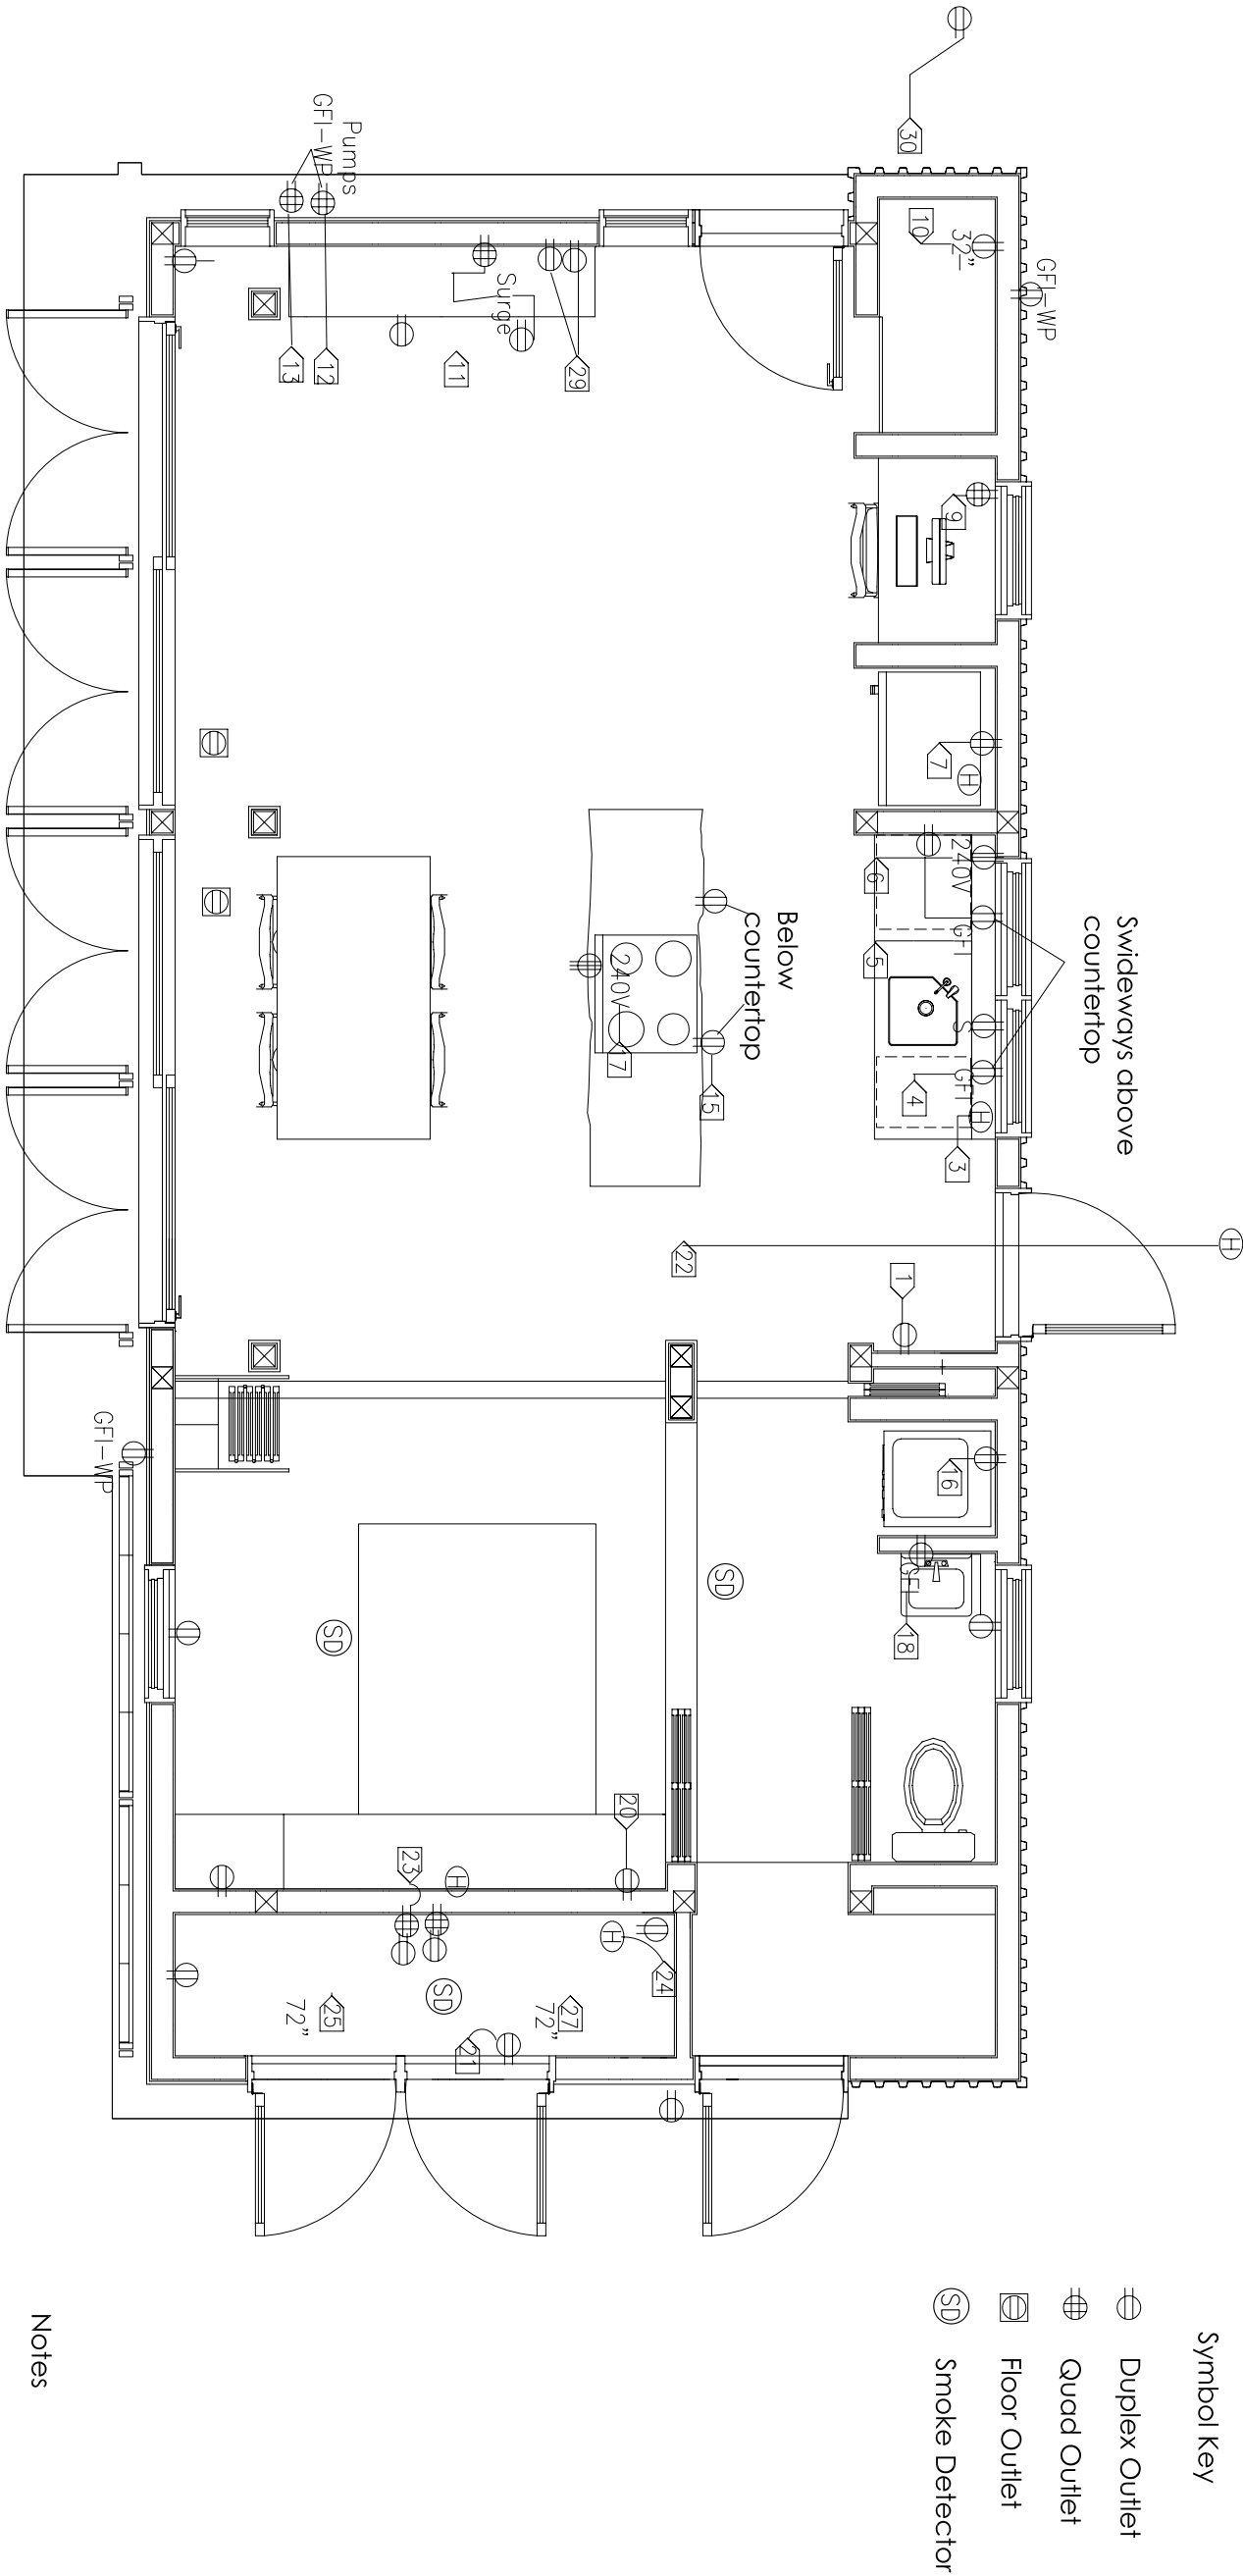 30
10
32"
GFI-WP
Pumps
GFI-WP
13
12
Surge
11
29
9
7
H
240V
6
GFI
5
S
GFI
4
H
3
Swideways above
countertop
Below
countertop
240V
17
15
H
22
1
GFI-WP
16
GFI
18
SD
SD
20
23
H
H
24
SD
25
72"
27
72"
21
Symbol Key
Duplex Outlet
Quad Outlet
Floor Outlet
SD Smoke Detector
Notes